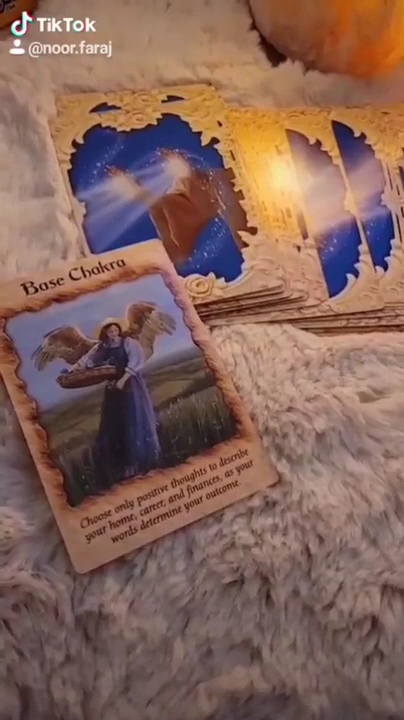 TikTok
@noor.faraj
Base Chakra
Choose only positive thoughts to describe
your home, career, and finances, as your
words determine your outcome.